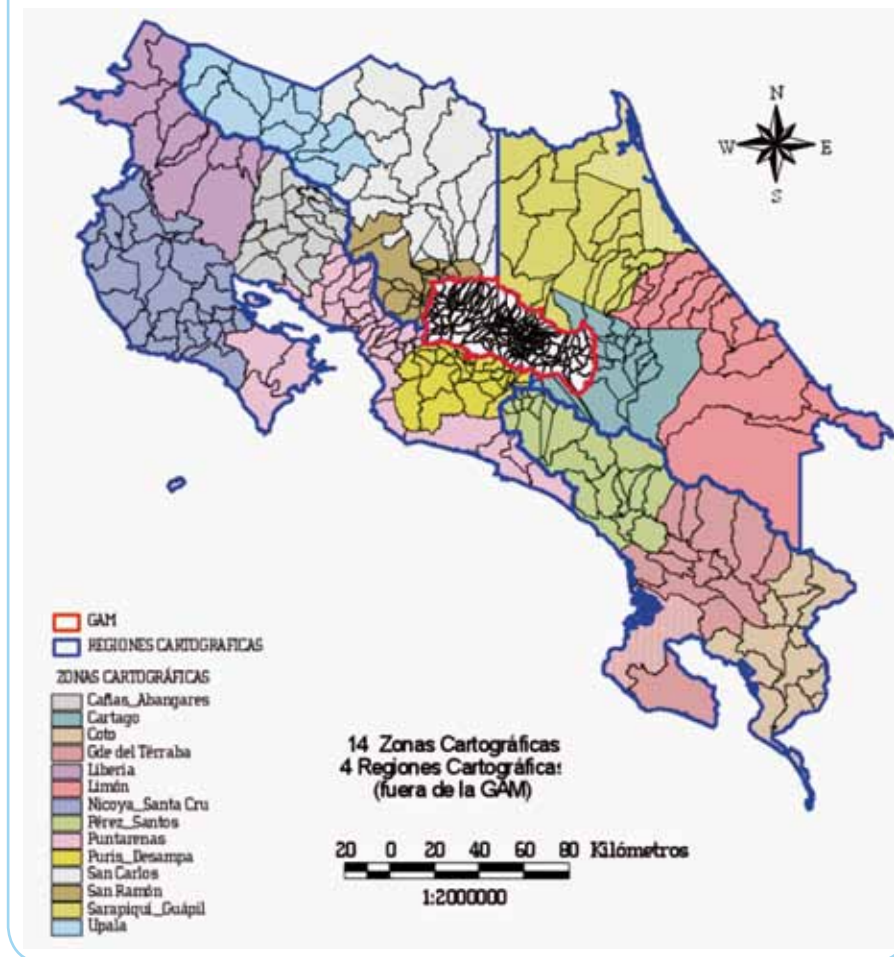 N
W E
S
GAM
REGIONES CARTOGRAFICAS
ZONAS CARTOGRÁFICAS
Cañas_Abangares
Cartago
Coto
Gde del Térraba
Liberia
Limón
Nicoya_Santa Cru
Pérez_Santos
Puntarenas
Puris_Desampa
San Carlos
San Ramón
Sarapiquí_Guápil
Upala
14 Zonas Cartográficas
4 Regiones Cartográficas
(fuera de la GAM)
20 0 20 40 60 80 Kilómetros
1:2000000